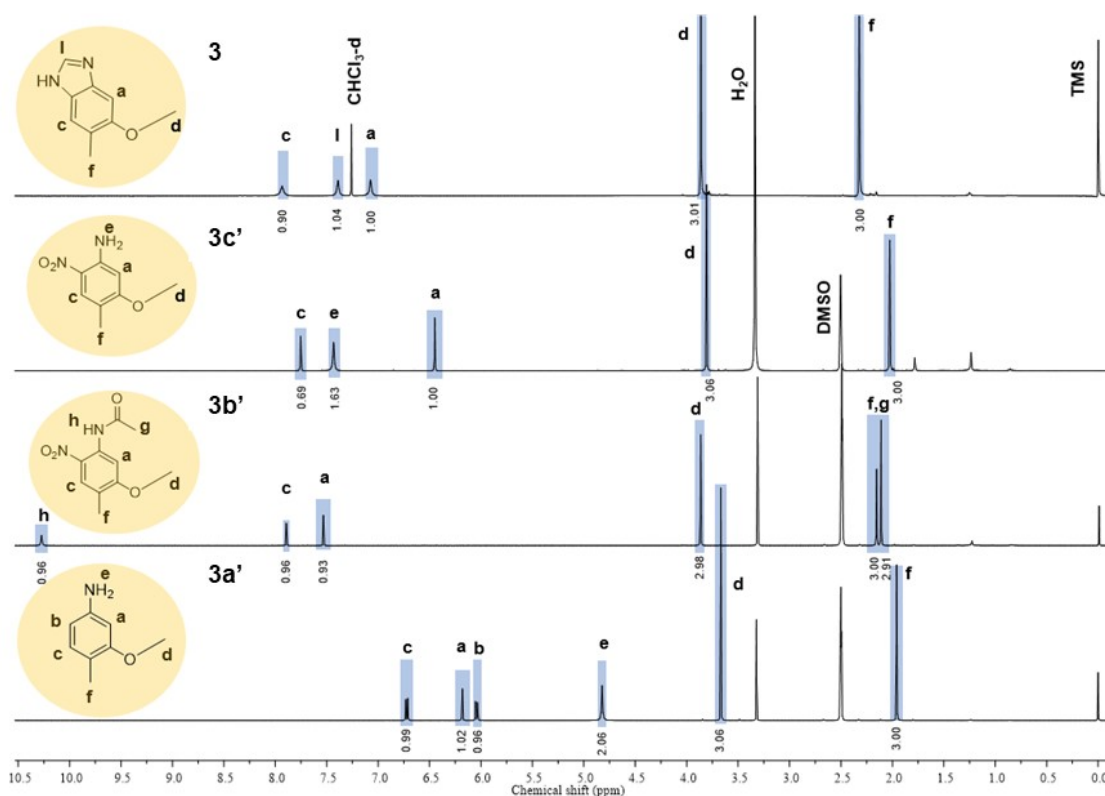 3
l
N
HN
a
c
O
d
f
c
l
a
CHCl3-d
d
H2O
f
TMS
0.90
1.04
1.00
3.01
3.00
3c’
e
NH2
O2N
a
c
O
d
f
c
e
a
d
DMSO
f
0.69
1.63
1.00
3.06
3.00
3b’
O
h
HN
g
O2N
a
c
O
d
f
h
c
a
d
f,g
0.96
0.96
0.93
2.98
3.00
2.91
3a’
e
NH2
b
a
c
O
d
f
c
a
b
e
d
f
0.99
1.02
0.96
2.06
3.06
3.00
10.5 10.0 9.5 9.0 8.5 8.0 7.5 7.0 6.5 6.0 5.5 5.0 4.5 4.0 3.5 3.0 2.5 2.0 1.5 1.0 0.5 0.0
Chemical shift (ppm)